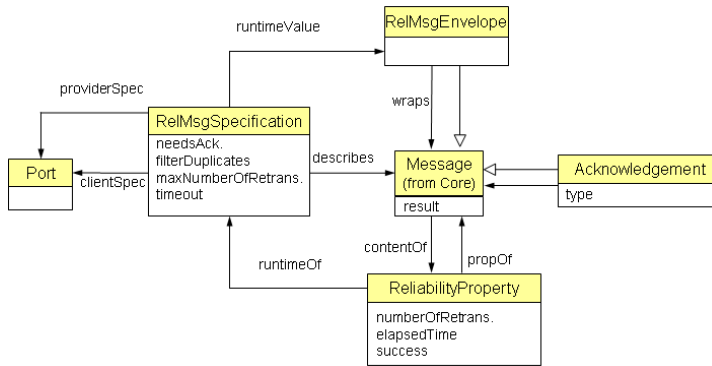 RelMsgEnvelope
runtimeValue
wraps
providerSpec
RelMsgSpecification
needsAck.
filterDuplicates
maxNumberOfRetrans.
timeout
Port
clientSpec
describes
Message
(from Core)
result
Acknowledgement
type
contentOf
propOf
runtimeOf
ReliabilityProperty
numberOfRetrans.
elapsedTime
success